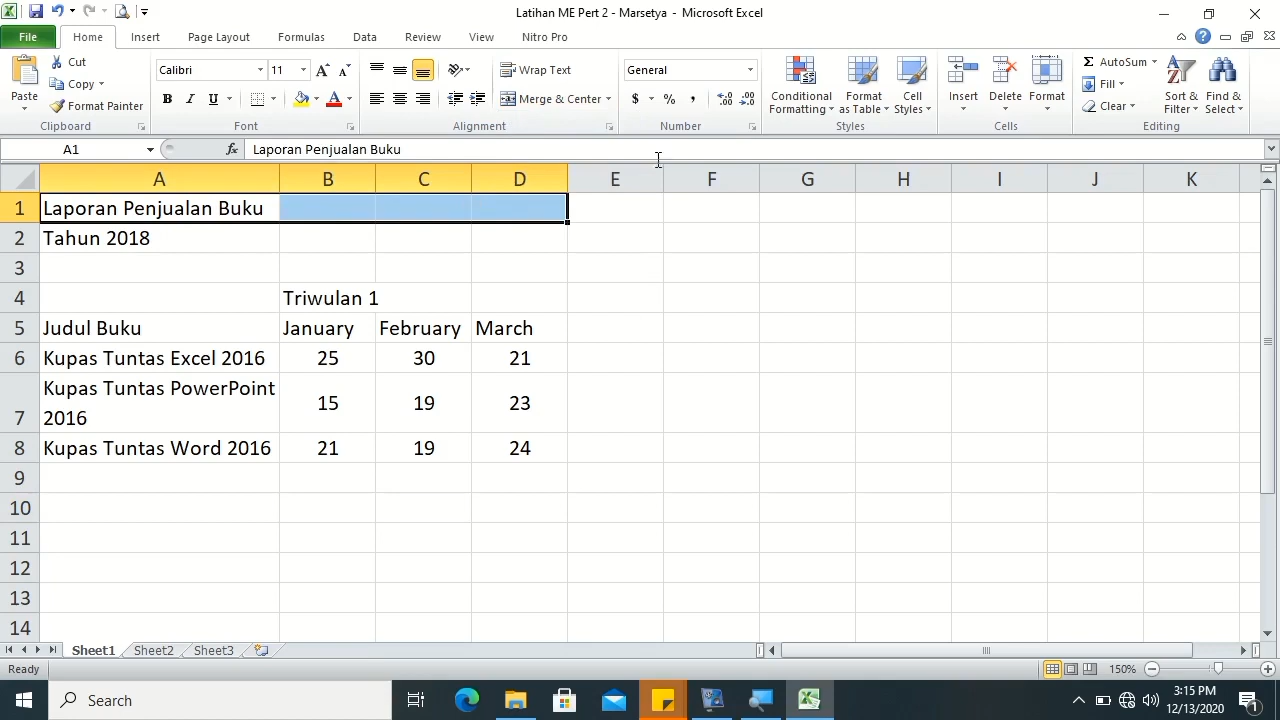 Latihan ME Pert 2 - Marsetya - Microsoft Excel
File Home Insert Page Layout Formulas Data Review View Nitro Pro
Paste Cut Copy Format Painter
Calibri 11
B I U
Wrap Text
Merge & Center
General
$ % ,
Conditional Formatting Format as Table Cell Styles
Insert Delete Format
AutoSum Fill Clear
Sort & Filter Find & Select
Clipboard Font Alignment Number Styles Cells Editing
A1 fx Laporan Penjualan Buku
A B C D E F G H I J K
1 Laporan Penjualan Buku
2 Tahun 2018
3
4 Triwulan 1
5 Judul Buku January February March
6 Kupas Tuntas Excel 2016 25 30 21
7 Kupas Tuntas PowerPoint 2016 15 19 23
8 Kupas Tuntas Word 2016 21 19 24
9
10
11
12
13
14
Sheet1 Sheet2 Sheet3
Ready 150%
Search 3:15 PM
12/13/2020 1